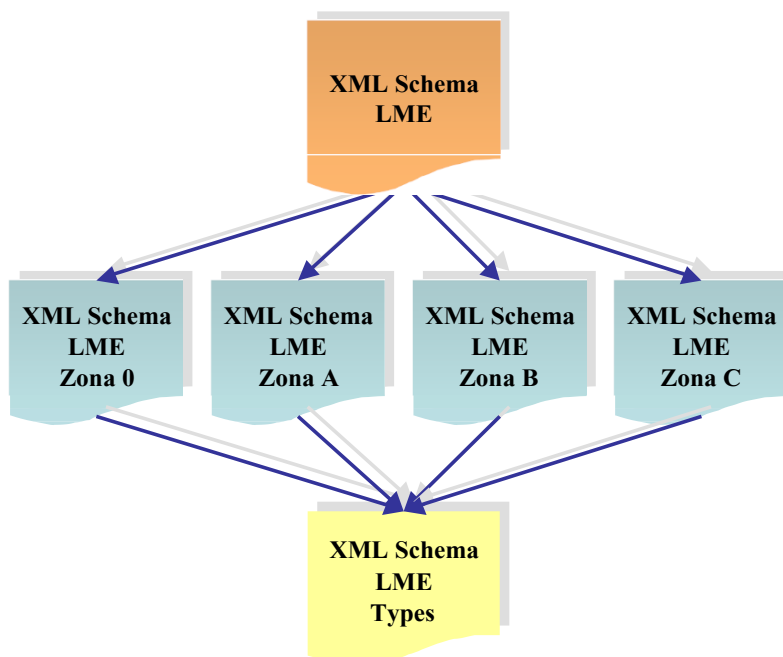 XML Schema
LME
XML Schema
LME
Zona 0
XML Schema
LME
Zona A
XML Schema
LME
Zona B
XML Schema
LME
Zona C
XML Schema
LME
Types